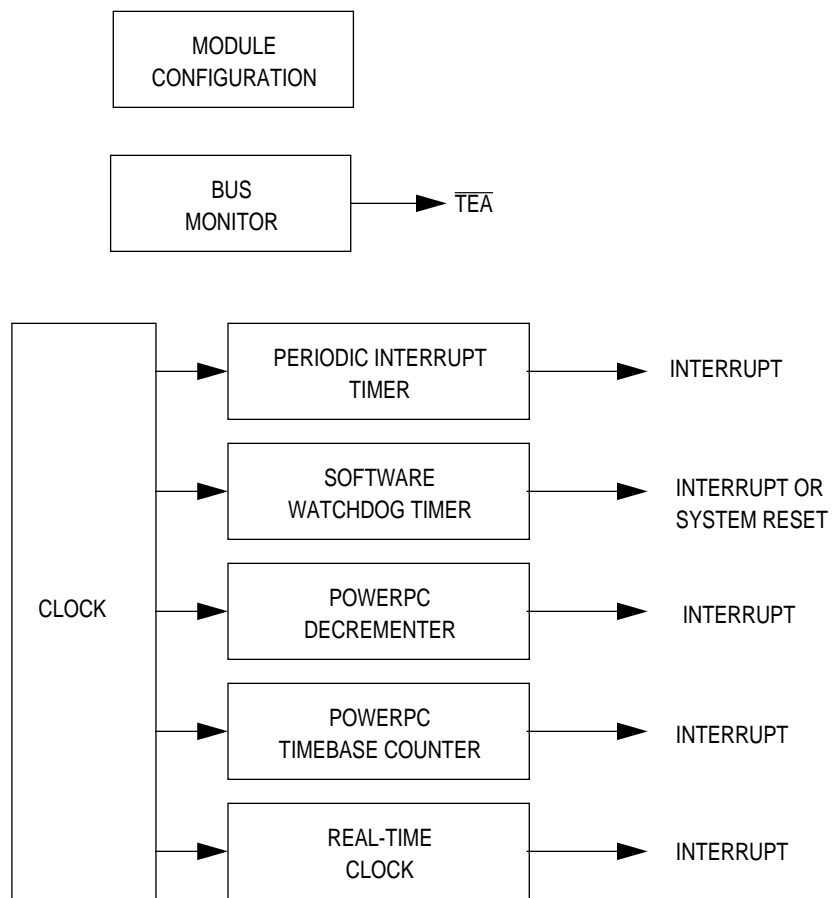 MODULE
CONFIGURATION
BUS
MONITOR
T̅E̅A̅
CLOCK
PERIODIC INTERRUPT
TIMER
INTERRUPT
SOFTWARE
WATCHDOG TIMER
INTERRUPT OR
SYSTEM RESET
POWERPC
DECREMENTER
INTERRUPT
POWERPC
TIMEBASE COUNTER
INTERRUPT
REAL-TIME
CLOCK
INTERRUPT